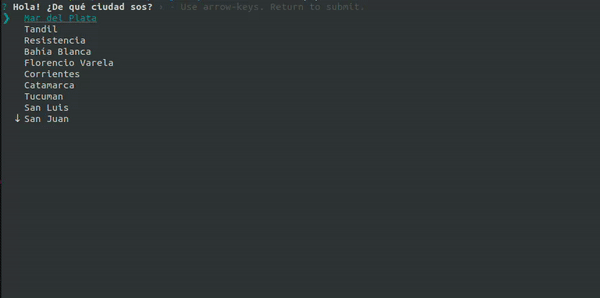 ? Hola! ¿De qué ciudad sos? › - Use arrow-keys. Return to submit.
❯ Mar del Plata
Tandil
Resistencia
Bahía Blanca
Florencio Varela
Corrientes
Catamarca
Tucuman
San Luis
↓ San Juan